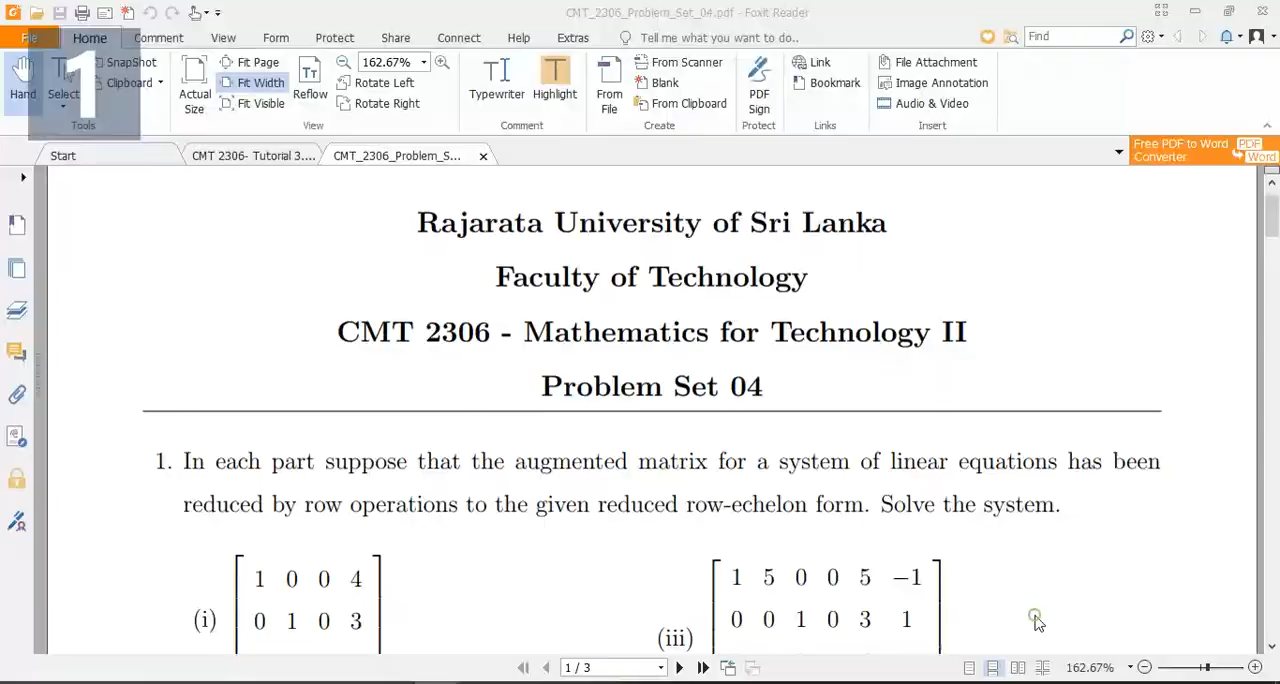 CMT_2306_Problem_Set_04.pdf - Foxit Reader
File Home Comment View Form Protect Share Connect Help Extras Tell me what you want to do.. Find
1
Hand Select SnapShot Clipboard
Tools
Actual Size Fit Page Fit Width Fit Visible Reflow 162.67% Rotate Left Rotate Right
View
Typewriter Highlight
Comment
From File From Scanner Blank From Clipboard
Create
PDF Sign
Protect
Link Bookmark
Links
File Attachment Image Annotation Audio & Video
Insert
Start CMT 2306- Tutorial 3.... CMT_2306_Problem_S... Free PDF to Word Converter PDF Word
Rajarata University of Sri Lanka
Faculty of Technology
CMT 2306 - Mathematics for Technology II
Problem Set 04
1. In each part suppose that the augmented matrix for a system of linear equations has been
reduced by row operations to the given reduced row-echelon form. Solve the system.
1 0 0 4 1 5 0 0 5 −1
(i) 0 1 0 3 0 0 1 0 3 1
(iii)
1 / 3 162.67%